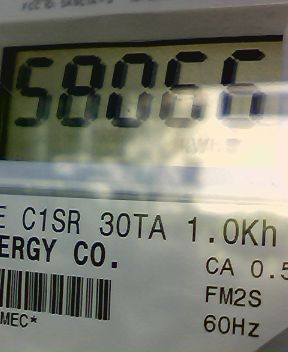 58066
E C1SR 30TA 1.0Kh
ERGY CO.
CA 0.5
FM2S
MEC*
60Hz